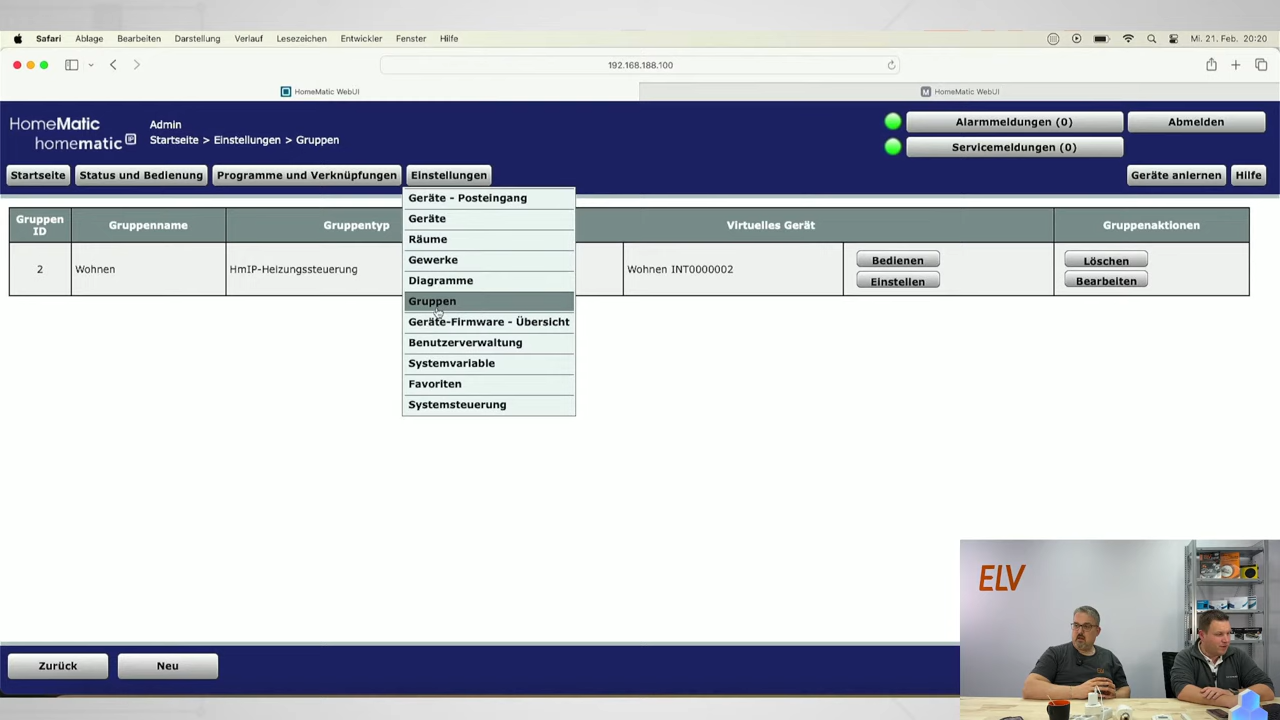 Safari Ablage Bearbeiten Darstellung Verlauf Lesezeichen Entwickler Fenster Hilfe Mi. 21. Feb. 20:20
192.168.188.100
HomeMatic WebUI M HomeMatic WebUI
HomeMatic
homematic IP
Admin
Startseite > Einstellungen > Gruppen
Alarmmeldungen (0) Abmelden
Servicemeldungen (0)
Startseite Status und Bedienung Programme und Verknüpfungen Einstellungen Geräte anlernen Hilfe
Geräte - Posteingang
Geräte
Räume
Gewerke
Diagramme
Gruppen
Geräte-Firmware - Übersicht
Benutzerverwaltung
Systemvariable
Favoriten
Systemsteuerung
Gruppen ID Gruppenname Gruppentyp Virtuelles Gerät Gruppenaktionen
2 Wohnen HmIP-Heizungssteuerung Wohnen INT0000002
Bedienen Löschen
Einstellen Bearbeiten
Zurück Neu
ELV